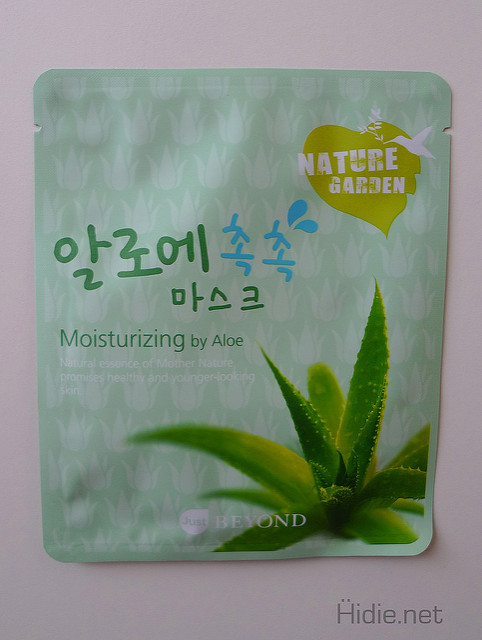 NATURE
GARDEN
알로에 촉촉
마스크
Moisturizing by Aloe
Natural essence of Mother Nature
promises healthy and younger-looking
skin
Just BEYOND
Hidie.net